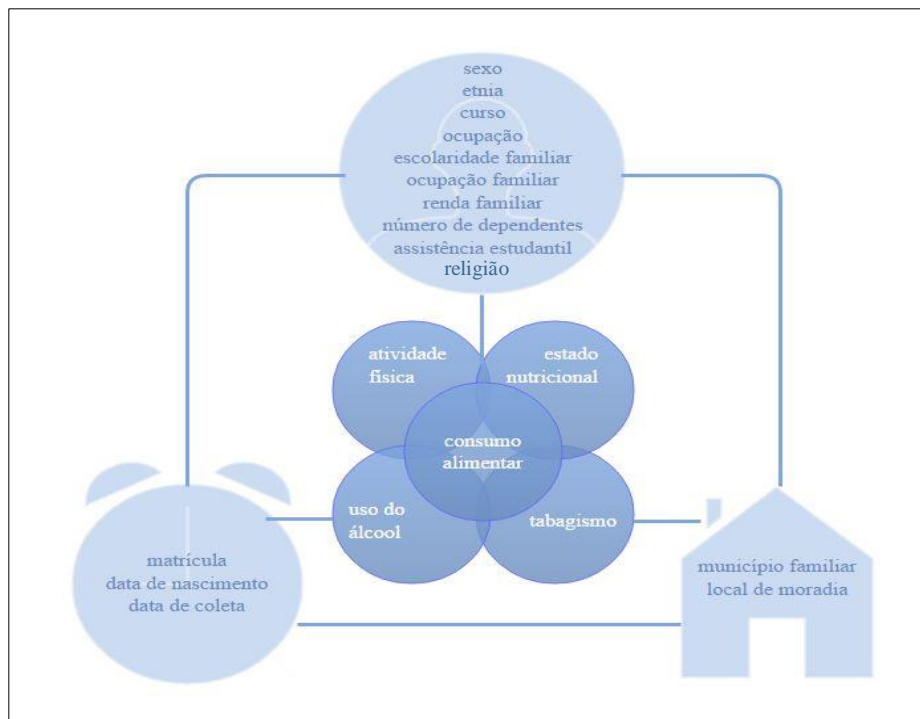 sexo
etnia
curso
ocupação
escolaridade familiar
ocupação familiar
renda familiar
número de dependentes
assistência estudantil
religião
atividade
física
estado
nutricional
consumo
alimentar
uso do
álcool
tabagismo
matrícula
data de nascimento
data de coleta
município familiar
local de moradia